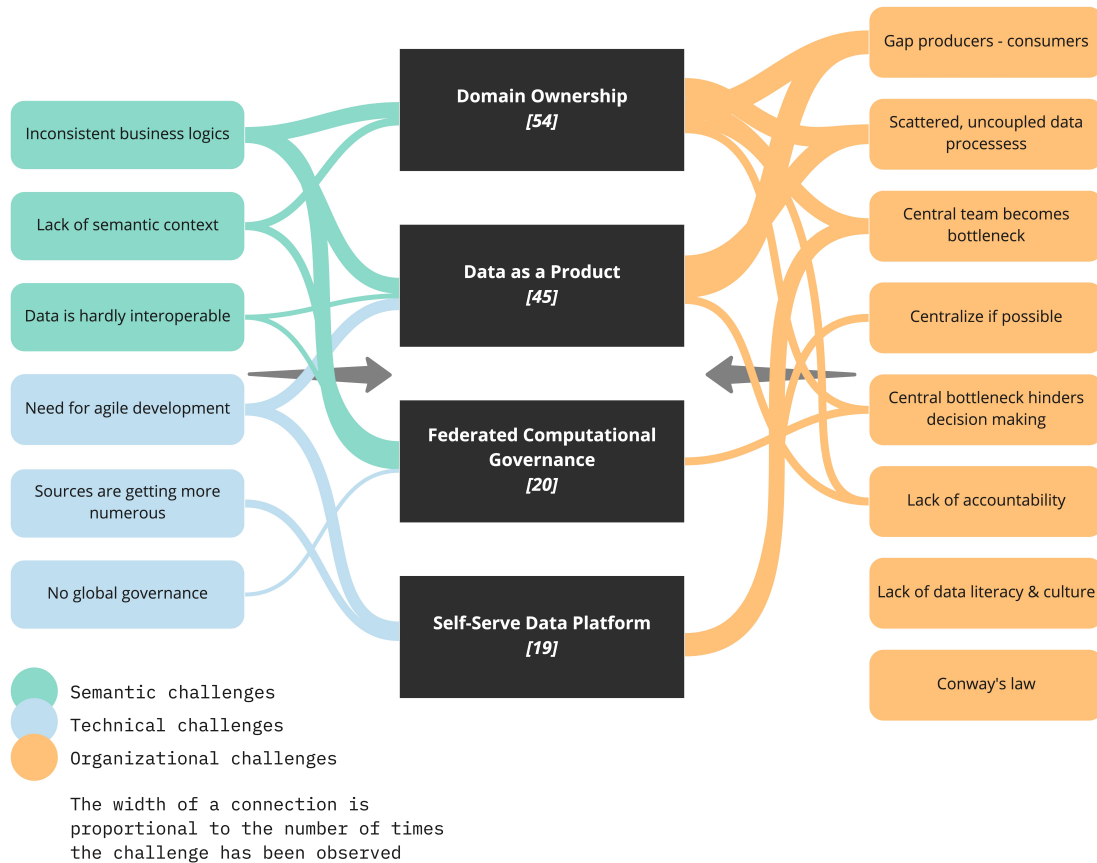 Inconsistent business logics
Lack of semantic context
Data is hardly interoperable
Need for agile development
Sources are getting more
numerous
No global governance
Domain Ownership
[54]
Data as a Product
[45]
Federated Computational
Governance
[20]
Self-Serve Data Platform
[19]
Gap producers - consumers
Scattered, uncoupled data
processess
Central team becomes
bottleneck
Centralize if possible
Central bottleneck hinders
decision making
Lack of accountability
Lack of data literacy & culture
Conway's law
Semantic challenges
Technical challenges
Organizational challenges
The width of a connection is
proportional to the number of times
the challenge has been observed